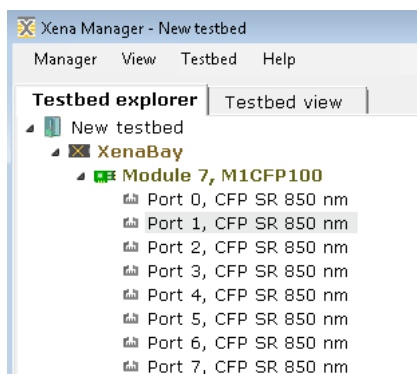 Xena Manager - New testbed
Manager View Testbed Help
Testbed explorer Testbed view
New testbed
XenaBay
Module 7, M1CFP100
Port 0, CFP SR 850 nm
Port 1, CFP SR 850 nm
Port 2, CFP SR 850 nm
Port 3, CFP SR 850 nm
Port 4, CFP SR 850 nm
Port 5, CFP SR 850 nm
Port 6, CFP SR 850 nm
Port 7, CFP SR 850 nm